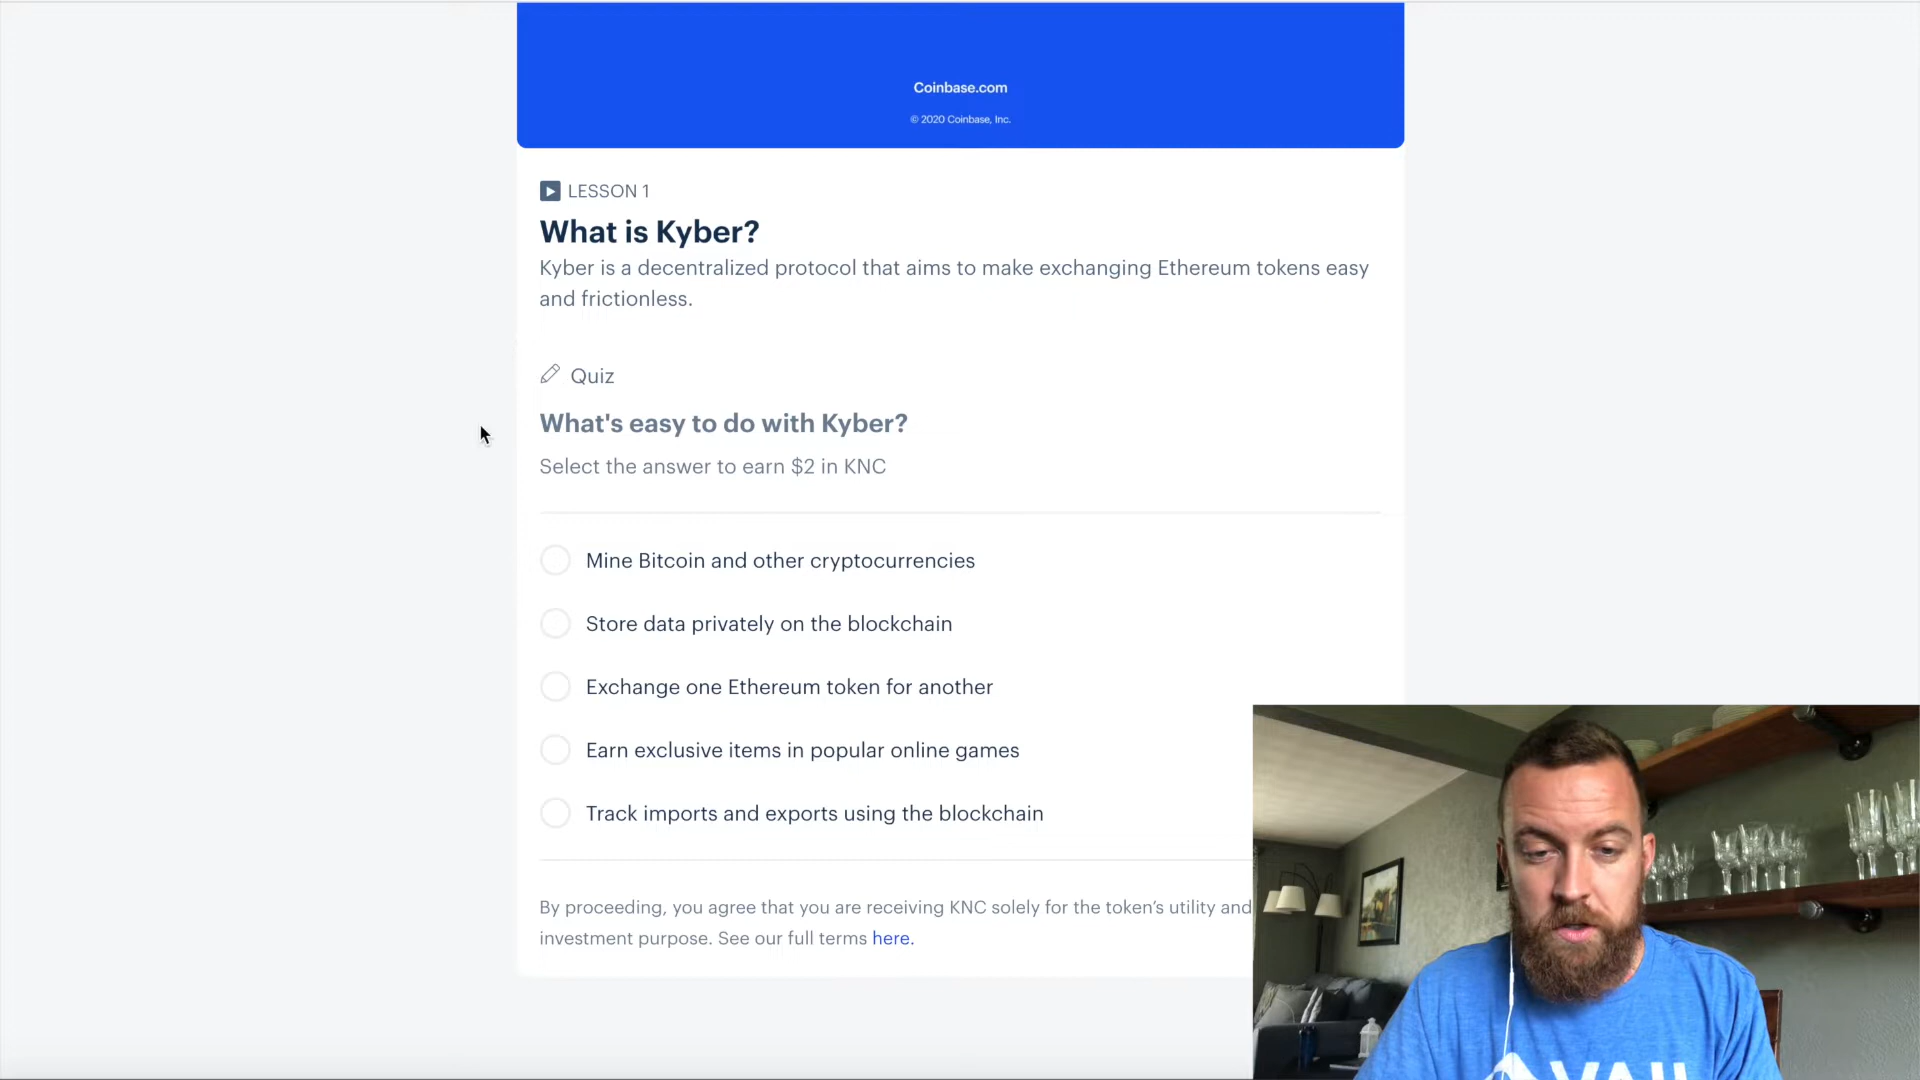 Coinbase.com
© 2020 Coinbase, Inc.
LESSON 1
What is Kyber?
Kyber is a decentralized protocol that aims to make exchanging Ethereum tokens easy
and frictionless.
Quiz
What's easy to do with Kyber?
Select the answer to earn $2 in KNC
Mine Bitcoin and other cryptocurrencies
Store data privately on the blockchain
Exchange one Ethereum token for another
Earn exclusive items in popular online games
Track imports and exports using the blockchain
By proceeding, you agree that you are receiving KNC solely for the token’s utility and
investment purpose. See our full terms here.